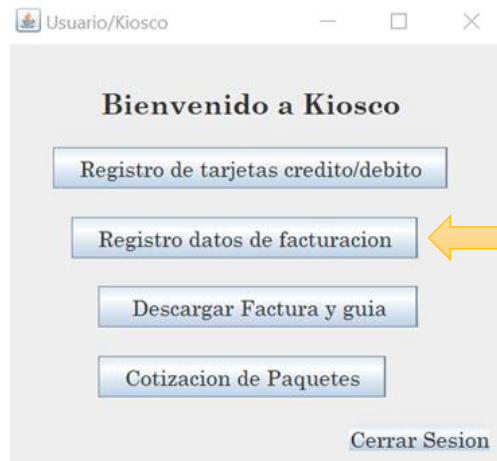 Usuario/Kiosco
Bienvenido a Kiosco
Registro de tarjetas credito/debito
Registro datos de facturacion
Descargar Factura y guia
Cotizacion de Paquetes
Cerrar Sesion